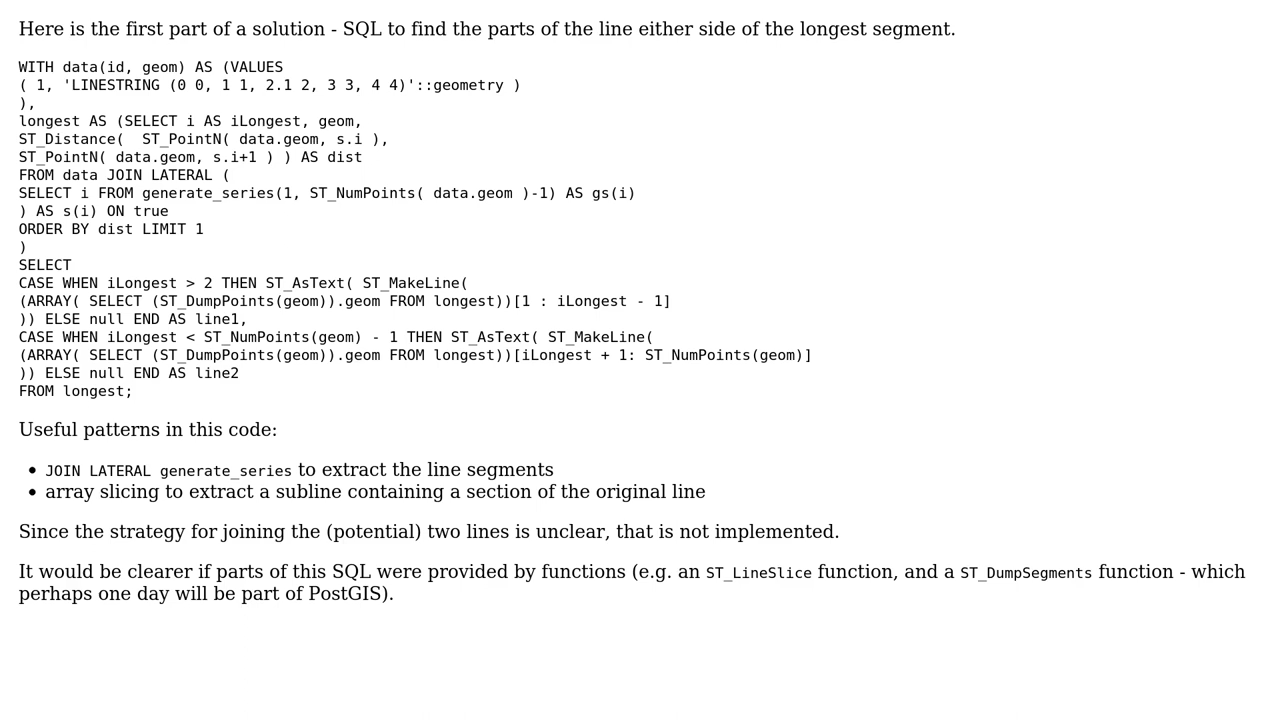 Here is the first part of a solution - SQL to find the parts of the line either side of the longest segment.
WITH data(id, geom) AS (VALUES
( 1, 'LINESTRING (0 0, 1 1, 2.1 2, 3 3, 4 4)'::geometry )
),
longest AS (SELECT i AS iLongest, geom,
ST_Distance(  ST_PointN( data.geom, s.i ),
ST_PointN( data.geom, s.i+1 ) ) AS dist
FROM data JOIN LATERAL (
SELECT i FROM generate_series(1, ST_NumPoints( data.geom )-1) AS gs(i)
) AS s(i) ON true
ORDER BY dist LIMIT 1
)
SELECT
CASE WHEN iLongest > 2 THEN ST_AsText( ST_MakeLine(
(ARRAY( SELECT (ST_DumpPoints(geom)).geom FROM longest))[1 : iLongest - 1]
)) ELSE null END AS line1,
CASE WHEN iLongest < ST_NumPoints(geom) - 1 THEN ST_AsText( ST_MakeLine(
(ARRAY( SELECT (ST_DumpPoints(geom)).geom FROM longest))[iLongest + 1: ST_NumPoints(geom)]
)) ELSE null END AS line2
FROM longest;
Useful patterns in this code:
• JOIN LATERAL generate_series to extract the line segments
• array slicing to extract a subline containing a section of the original line
Since the strategy for joining the (potential) two lines is unclear, that is not implemented.
It would be clearer if parts of this SQL were provided by functions (e.g. an ST_LineSlice function, and a ST_DumpSegments function - which
perhaps one day will be part of PostGIS).